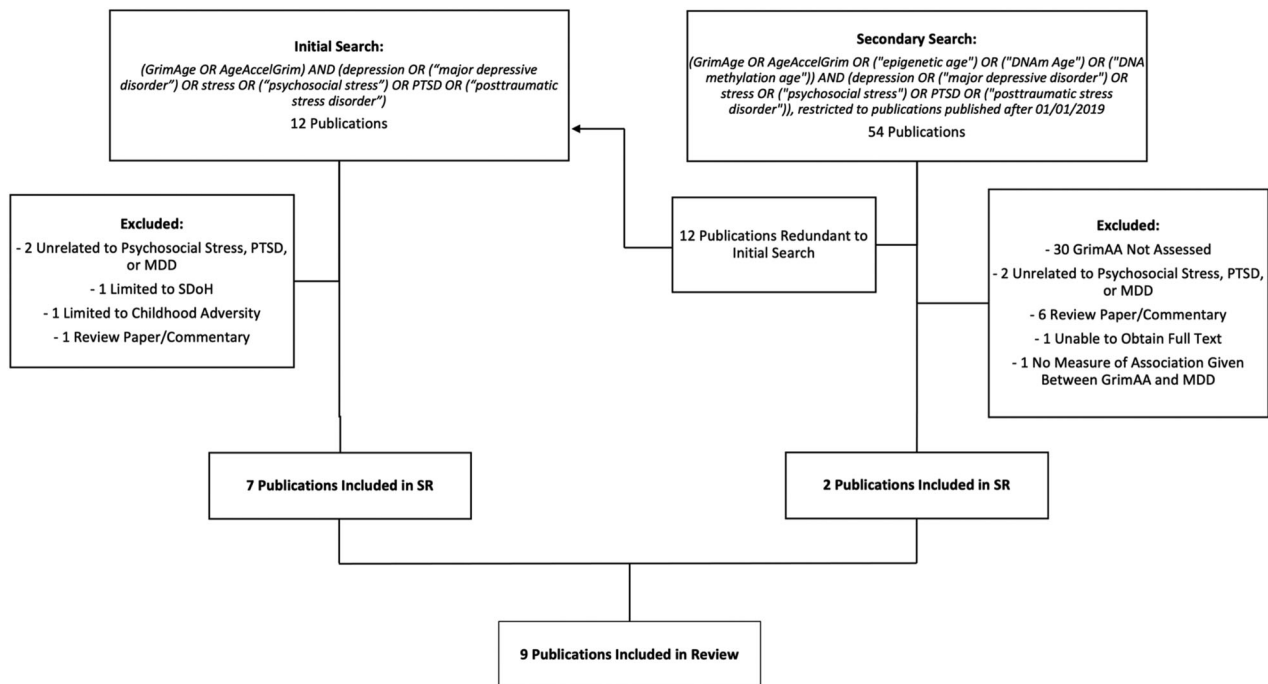 Initial Search:
(GrimAge OR AgeAccelGrim) AND (depression OR (“major depressive
disorder”) OR stress OR (“psychosocial stress”) OR PTSD OR (“posttraumatic
stress disorder”)
12 Publications
Secondary Search:
(GrimAge OR AgeAccelGrim OR ("epigenetic age") OR ("DNAm Age") OR ("DNA
methylation age")) AND (depression OR ("major depressive disorder") OR
stress OR ("psychosocial stress") OR PTSD OR ("posttraumatic stress
disorder")), restricted to publications published after 01/01/2019
54 Publications
Excluded:
- 2 Unrelated to Psychosocial Stress, PTSD,
or MDD
- 1 Limited to SDoH
- 1 Limited to Childhood Adversity
- 1 Review Paper/Commentary
12 Publications Redundant to
Initial Search
Excluded:
- 30 GrimAA Not Assessed
- 2 Unrelated to Psychosocial Stress, PTSD,
or MDD
- 6 Review Paper/Commentary
- 1 Unable to Obtain Full Text
- 1 No Measure of Association Given
Between GrimAA and MDD
7 Publications Included in SR
2 Publications Included in SR
9 Publications Included in Review